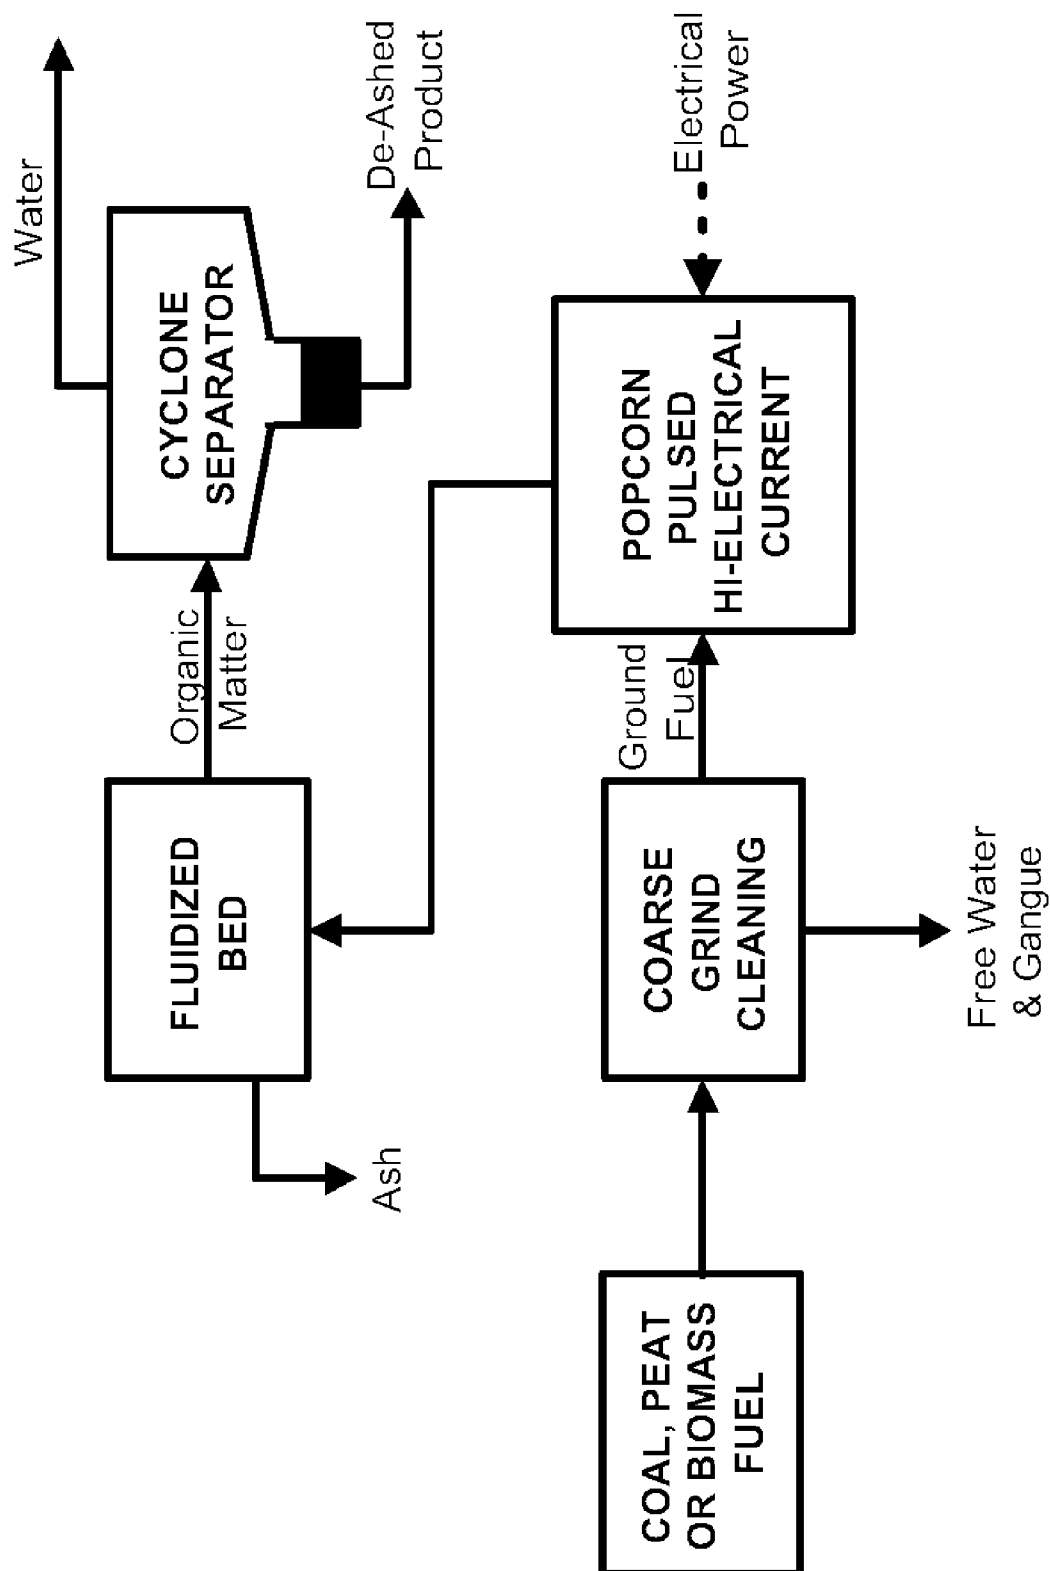 Water
CYCLONE
SEPARATOR
De-Ashed
Product
Organic
Matter
FLUIDIZED
BED
Ash
Electrical
Power
POPCORN
PULSED
HI-ELECTRICAL
CURRENT
Ground
Fuel
COARSE
GRIND
CLEANING
Free Water
& Gangue
COAL, PEAT
OR BIOMASS
FUEL